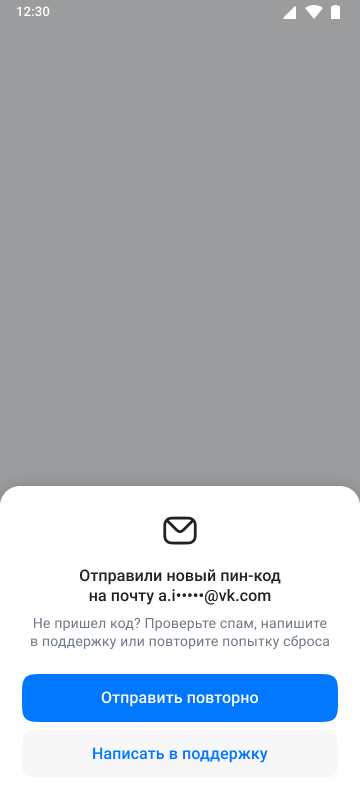 12:30
Отправили новый пин-код
на почту a.i•••••@vk.com
Не пришел код? Проверьте спам, напишите
в поддержку или повторите попытку сброса
Отправить повторно
Написать в поддержку